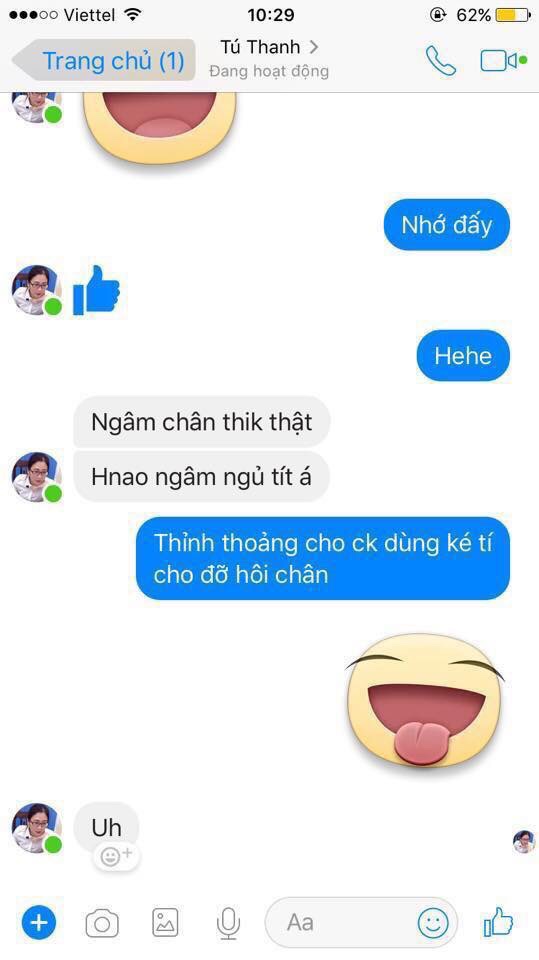 Viettel
10:29
62%
Trang chủ (1)
Tú Thanh
Đang hoạt động
Nhớ đấy
Hehe
Ngâm chân thik thật
Hnao ngâm ngủ tít á
Thỉnh thoảng cho ck dùng ké tí
cho đỡ hôi chân
Uh
Aa